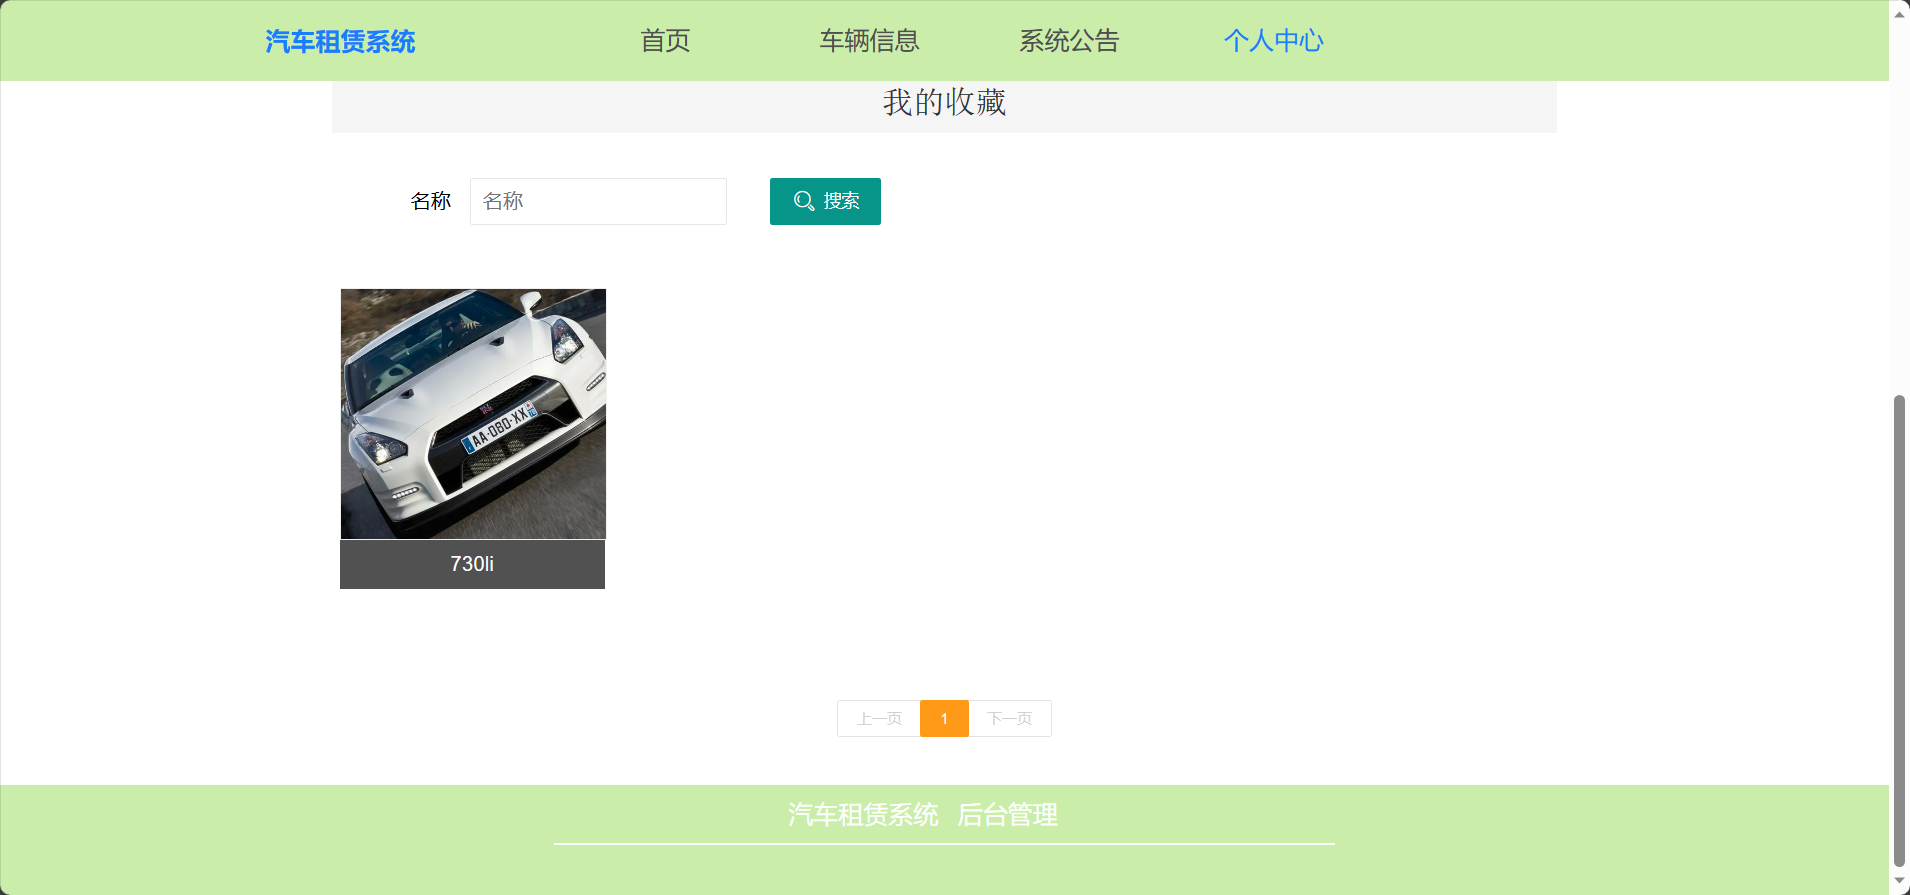 汽车租赁系统 首页 车辆信息 系统公告 个人中心
我的收藏
名称 名称 搜索
AA-080-XX
730li
上一页 1 下一页
汽车租赁系统 后台管理